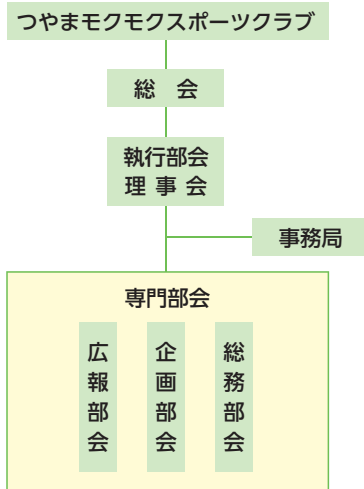 つやまモクモクスポーツクラブ
総　会
執行部会
理 事 会
事務局
専門部会
広報部会
企画部会
総務部会